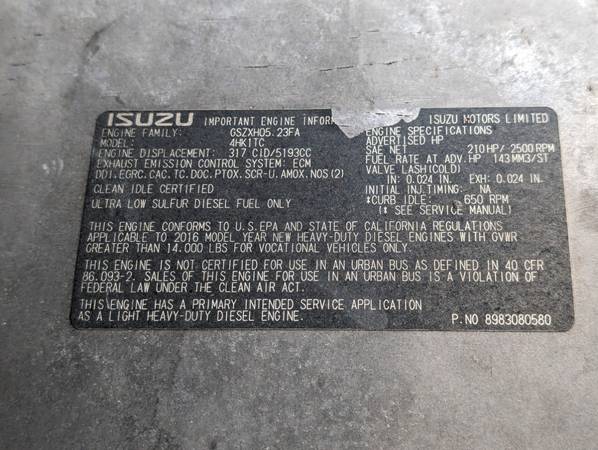 ISUZU IMPORTANT ENGINE INFOR ISUZU MOTORS LIMITED
ENGINE FAMILY: GSZXH05.23FA
MODEL: 4HK1TC
ENGINE DISPLACEMENT: 317 CID/5193CC
EXHAUST EMISSION CONTROL SYSTEM: ECM
DDI.EGRC.CAC.TC.DOC.PTOX.SCR-U.AMOX.NOS(2)
CLEAN IDLE CERTIFIED
ULTRA LOW SULFUR DIESEL FUEL ONLY
ENGINE SPECIFICATIONS
ADVERTISED HP
SAE NET 210HP/2500RPM
FUEL RATE AT ADV.HP 143MM3/ST
VALVE LASH(COLD)
IN: 0.024 IN. EXH: 0.024 IN.
INITIAL INJ.TIMING: NA
*CURB IDLE: 650 RPM
(* SEE SERVICE MANUAL)
THIS ENGINE CONFORMS TO U.S.EPA AND STATE OF CALIFORNIA REGULATIONS
APPLICABLE TO 2016 MODEL YEAR NEW HEAVY-DUTY DIESEL ENGINES WITH GVWR
GREATER THAN 14.000 LBS FOR VOCATIONAL VEHICLES ONLY.
THIS ENGINE IS NOT CERTIFIED FOR USE IN AN URBAN BUS AS DEFINED IN 40 CFR
86.093-2. SALES OF THIS ENGINE FOR USE IN AN URBAN BUS IS A VIOLATION OF
FEDERAL LAW UNDER THE CLEAN AIR ACT.
THIS ENGINE HAS A PRIMARY INTENDED SERVICE APPLICATION
AS A LIGHT HEAVY-DUTY DIESEL ENGINE. P.NO 8983080580